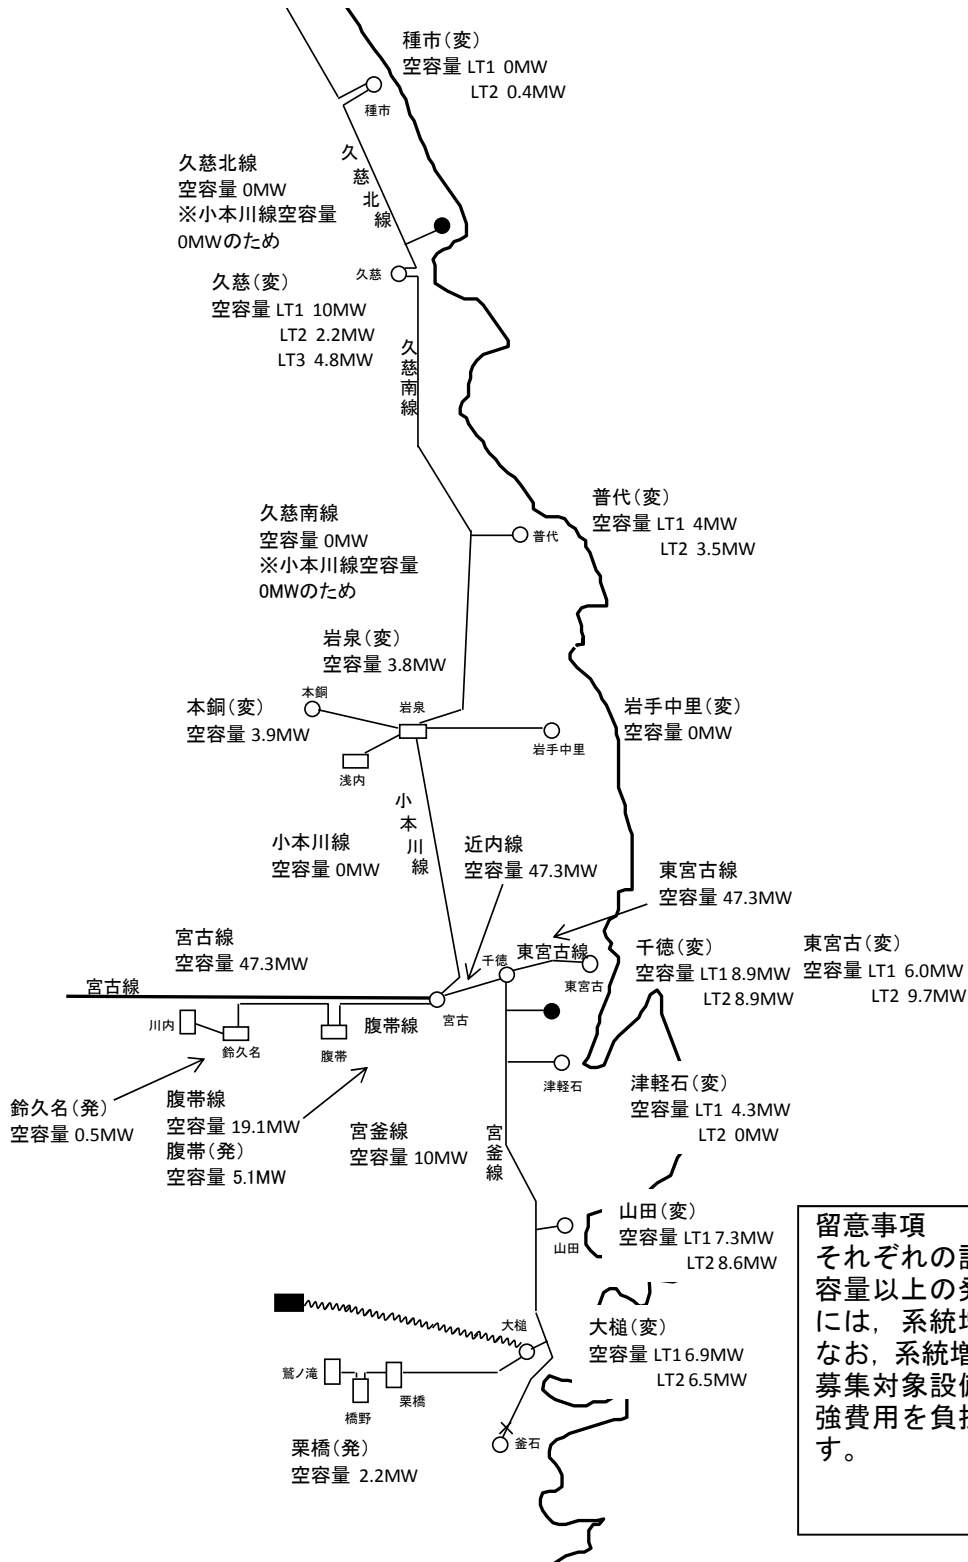 種市(変)
空容量 LT1 0MW
LT2 0.4MW
種市
久慈北線
久慈北線
空容量 0MW
※小本川線空容量
0MWのため
久慈
久慈(変)
空容量 LT1 10MW
LT2 2.2MW
LT3 4.8MW
久慈南線
普代(変)
空容量 LT1 4MW
LT2 3.5MW
久慈南線
空容量 0MW
※小本川線空容量
0MWのため
普代
岩泉(変)
空容量 3.8MW
本銅
岩泉
本銅(変)
空容量 3.9MW
岩手中里(変)
空容量 0MW
岩手中里
浅内
小本川線
小本川線
空容量 0MW
近内線
空容量 47.3MW
東宮古線
空容量 47.3MW
宮古線
空容量 47.3MW
千徳
東宮古線
東宮古
千徳(変)
空容量 LT1 8.9MW
LT2 8.9MW
東宮古(変)
空容量 LT1 6.0MW
LT2 9.7MW
宮古線
宮古
川内
鈴久名
腹帯
腹帯線
津軽石
鈴久名(発)
空容量 0.5MW
腹帯線
空容量 19.1MW
腹帯(発)
空容量 5.1MW
宮釜線
空容量 10MW
宮釜線
津軽石(変)
空容量 LT1 4.3MW
LT2 0MW
山田(変)
空容量 LT1 7.3MW
LT2 8.6MW
山田
大槌
大槌(変)
空容量 LT1 6.9MW
LT2 6.5MW
鷲ノ滝
橋野
栗橋
釜石
栗橋(発)
空容量 2.2MW
留意事項
それぞれの
容量以上の
には，系統
なお，系統
募集対象設
強費用を負
す。